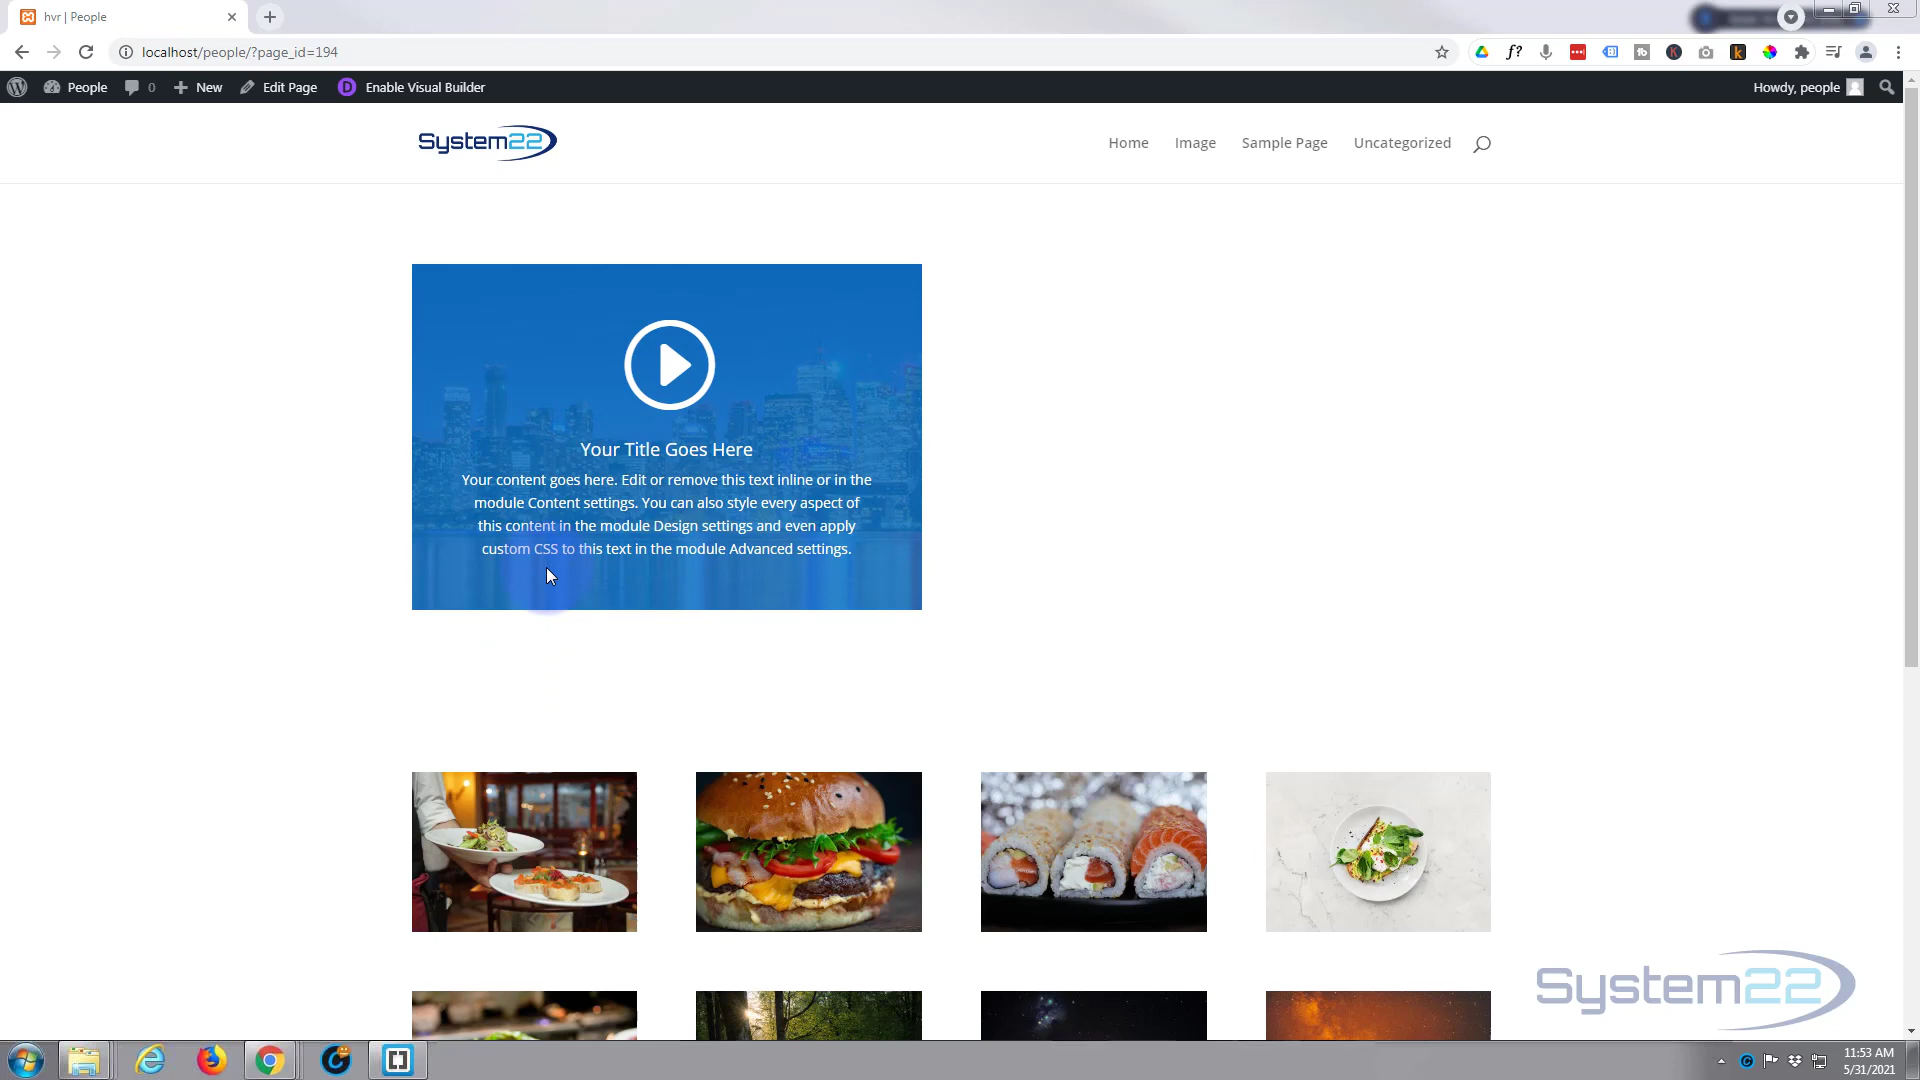 hvr | People
localhost/people/?page_id=194
People
0
New
Edit Page
Enable Visual Builder
Howdy, people
System22
Home
Image
Sample Page
Uncategorized
Your Title Goes Here
Your content goes here. Edit or remove this text inline or in the
module Content settings. You can also style every aspect of
this content in the module Design settings and even apply
custom CSS to this text in the module Advanced settings.
System22
11:53 AM
5/31/2021